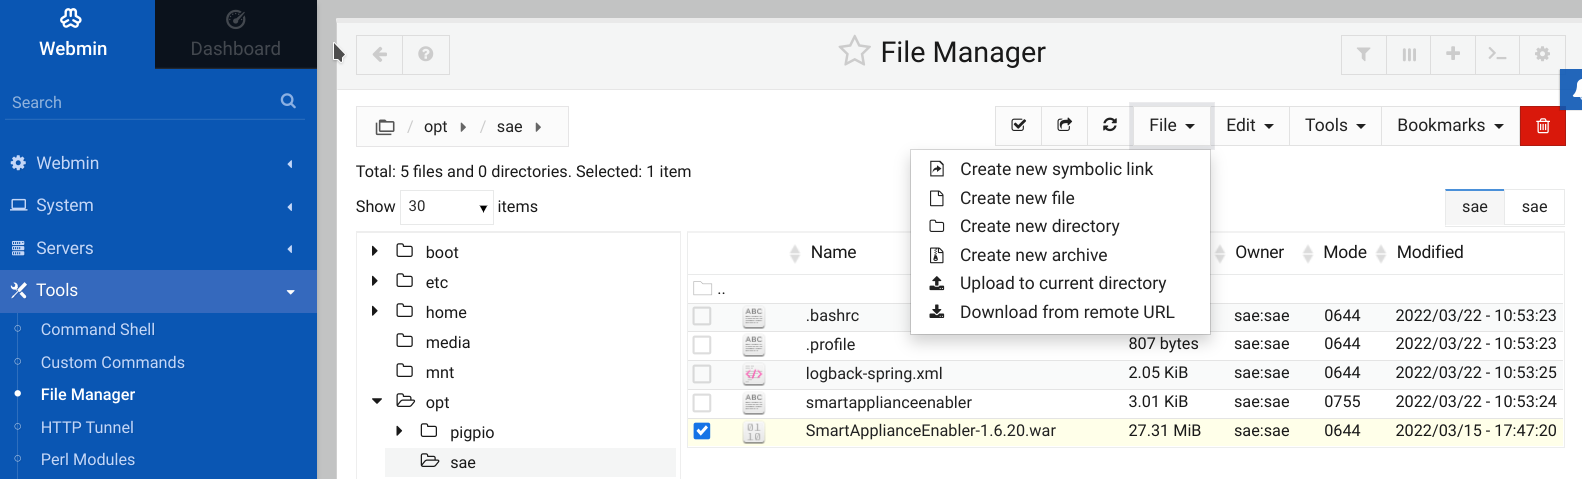 Webmin
Dashboard
Search
Webmin
System
Servers
Tools
Command Shell
Custom Commands
File Manager
HTTP Tunnel
Perl Modules
File Manager
/ opt / sae
File Edit Tools Bookmarks
Total: 5 files and 0 directories. Selected: 1 item
Show 30 items
Create new symbolic link
Create new file
Create new directory
Create new archive
Upload to current directory
Download from remote URL
sae sae
boot
etc
home
media
mnt
opt
pigpio
sae
Name Owner Mode Modified
..
.bashrc sae:sae 0644 2022/03/22 - 10:53:23
.profile 807 bytes sae:sae 0644 2022/03/22 - 10:53:23
logback-spring.xml 2.05 KiB sae:sae 0644 2022/03/22 - 10:53:25
smartapplianceenabler 3.01 KiB sae:sae 0755 2022/03/22 - 10:53:24
SmartApplianceEnabler-1.6.20.war 27.31 MiB sae:sae 0644 2022/03/15 - 17:47:20